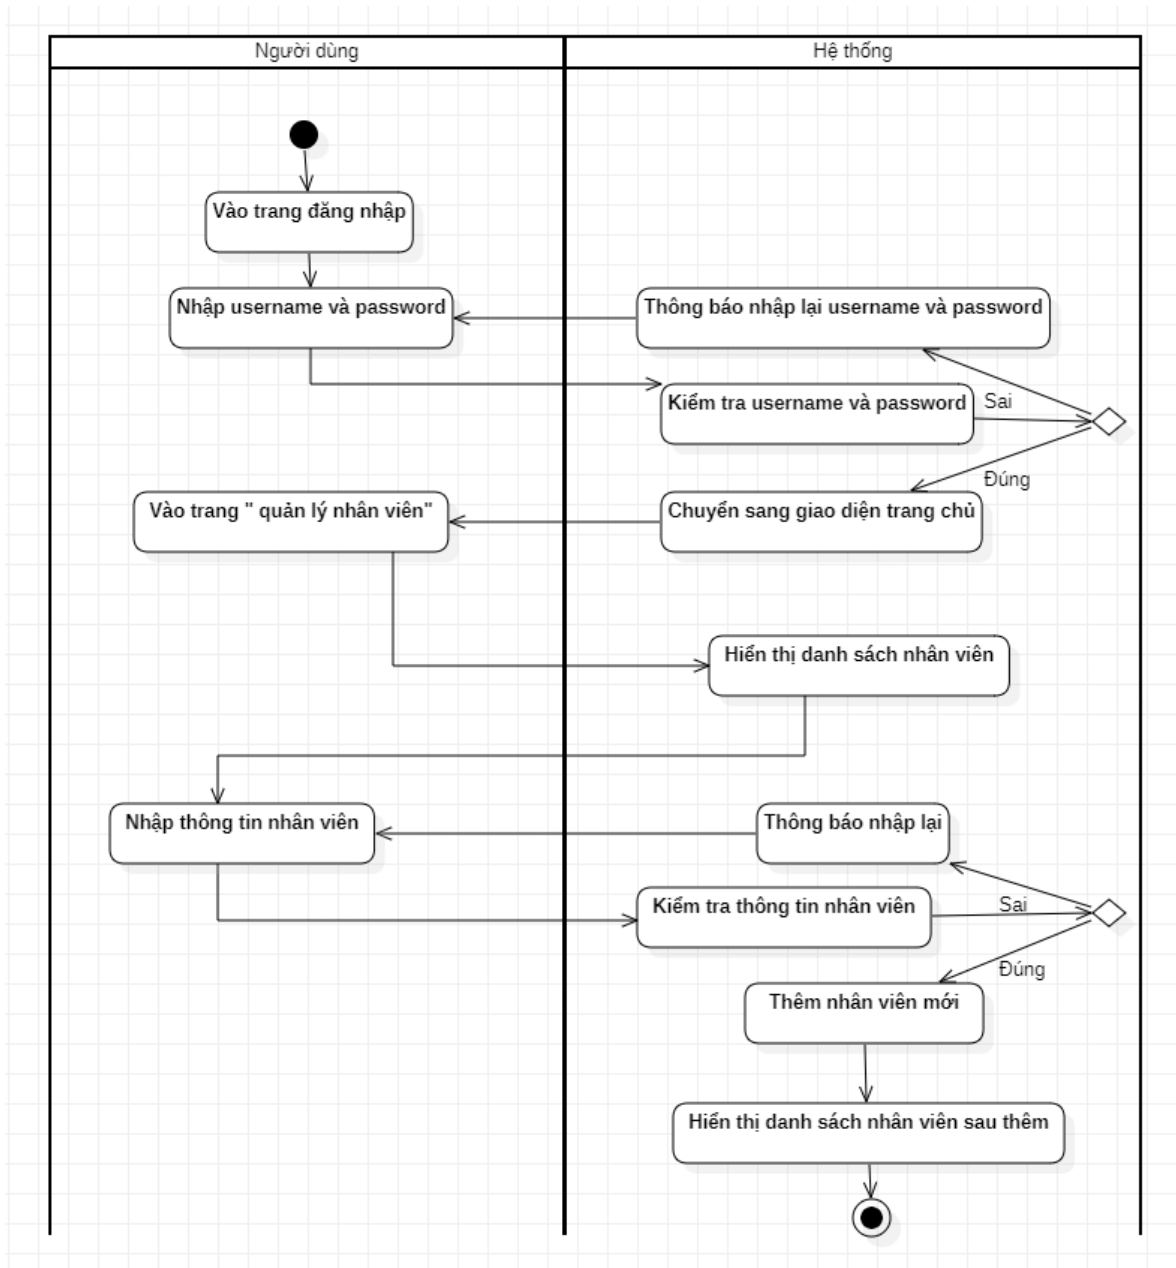 Người dùng
Hệ thống
Vào trang đăng nhập
Nhập username và password
Thông báo nhập lại username và password
Kiểm tra username và password
Sai
Đúng
Vào trang " quản lý nhân viên"
Chuyển sang giao diện trang chủ
Hiển thị danh sách nhân viên
Nhập thông tin nhân viên
Thông báo nhập lại
Kiểm tra thông tin nhân viên
Sai
Đúng
Thêm nhân viên mới
Hiển thị danh sách nhân viên sau thêm